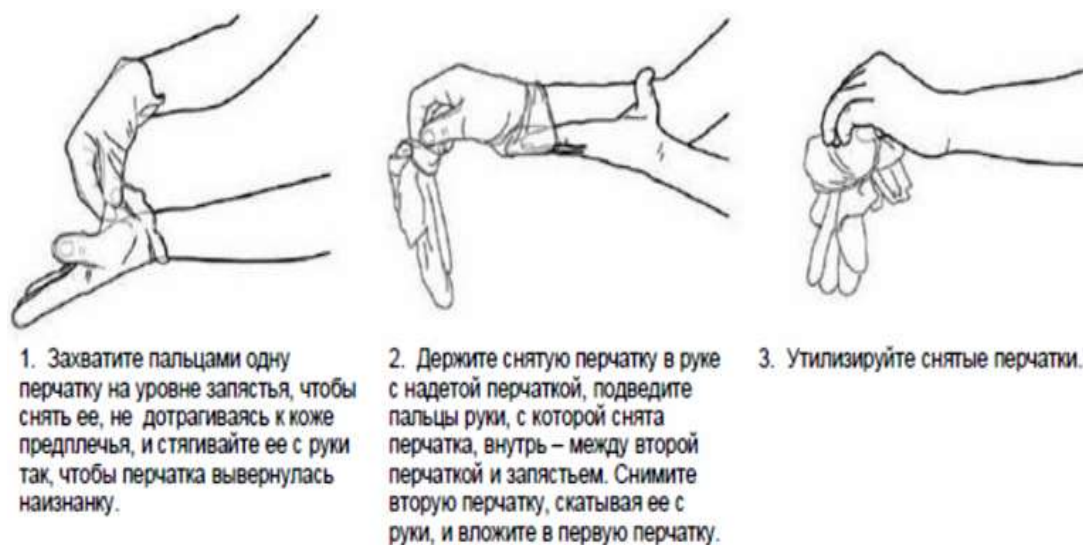 1. Захватите пальцами одну
перчатку на уровне запястья, чтобы
снять ее, не дотрагиваясь к коже
предплечья, и стягивайте ее с руки
так, чтобы перчатка вывернулась
наизнанку.
2. Держите снятую перчатку в руке
с надетой перчаткой, подведите
пальцы руки, с которой снята
перчатка, внутрь – между второй
перчаткой и запястьем. Снимите
вторую перчатку, скатывая ее с
руки, и вложите в первую перчатку.
3. Утилизируйте снятые перчатки.